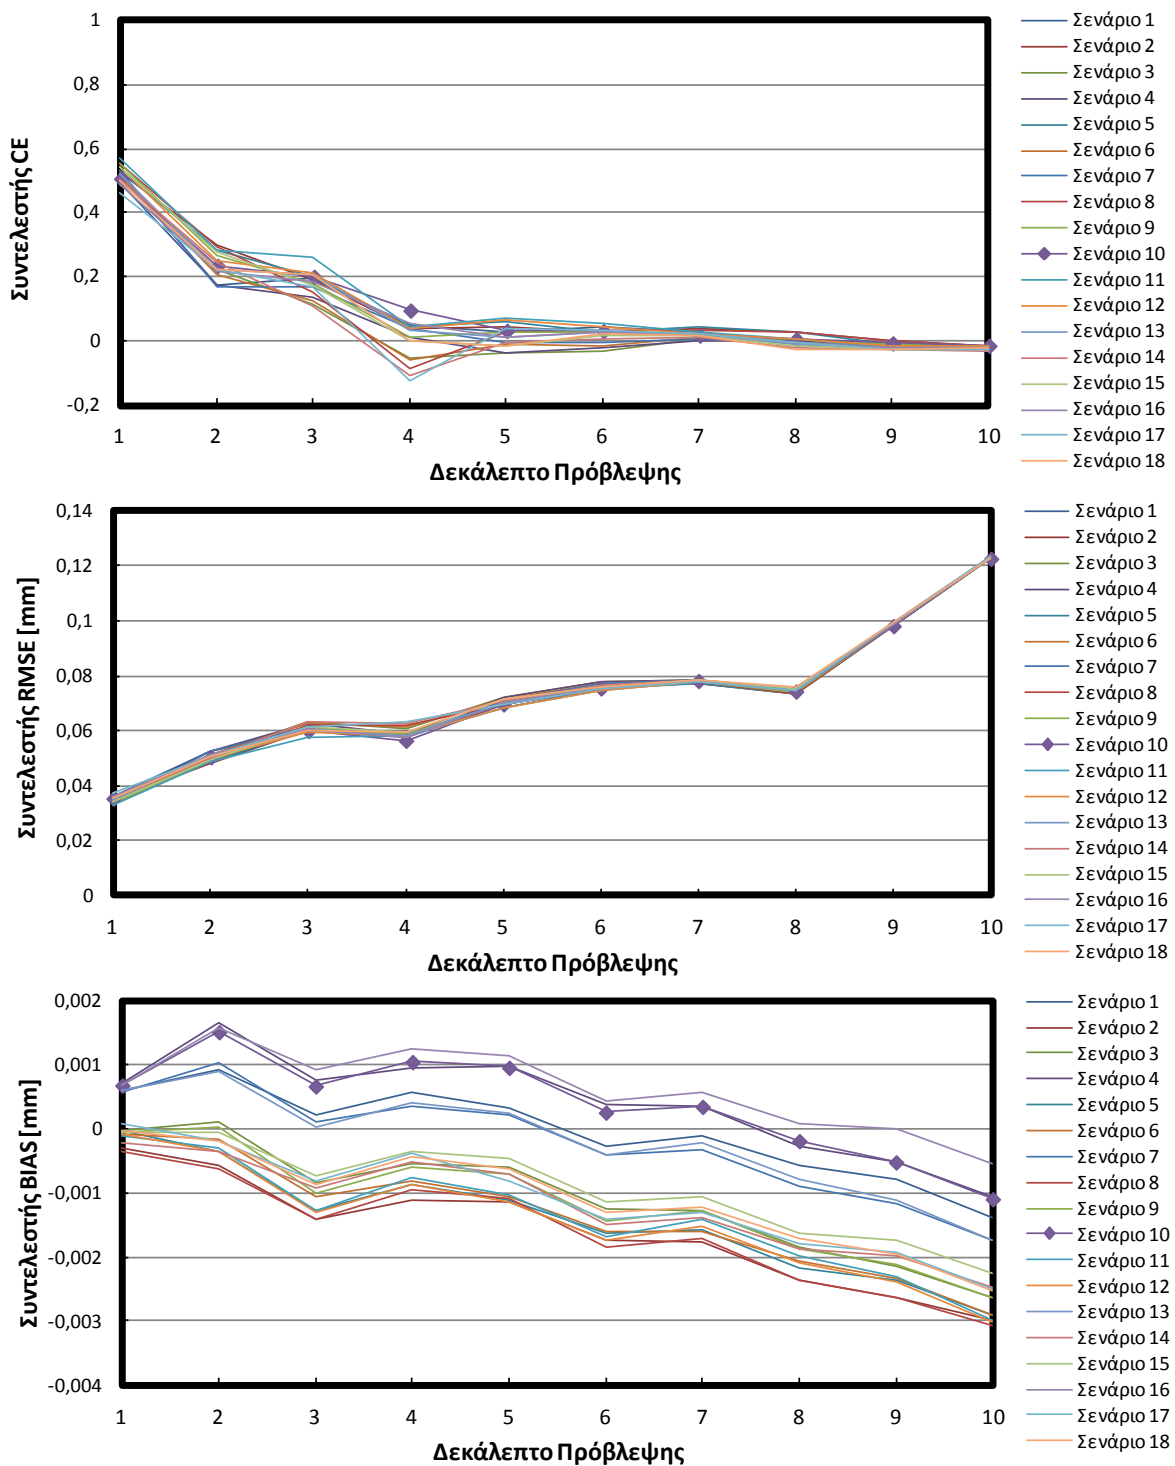 Συντελεστής CE
1
0,8
0,6
0,4
0,2
0
-0,2
1 2 3 4 5 6 7 8 9 10
Δεκάλεπτο Πρόβλεψης
Σενάριο 1
Σενάριο 2
Σενάριο 3
Σενάριο 4
Σενάριο 5
Σενάριο 6
Σενάριο 7
Σενάριο 8
Σενάριο 9
Σενάριο 10
Σενάριο 11
Σενάριο 12
Σενάριο 13
Σενάριο 14
Σενάριο 15
Σενάριο 16
Σενάριο 17
Σενάριο 18
Συντελεστής RMSE [mm]
0,14
0,12
0,1
0,08
0,06
0,04
0,02
0
1 2 3 4 5 6 7 8 9 10
Δεκάλεπτο Πρόβλεψης
Σενάριο 1
Σενάριο 2
Σενάριο 3
Σενάριο 4
Σενάριο 5
Σενάριο 6
Σενάριο 7
Σενάριο 8
Σενάριο 9
Σενάριο 10
Σενάριο 11
Σενάριο 12
Σενάριο 13
Σενάριο 14
Σενάριο 15
Σενάριο 16
Σενάριο 17
Σενάριο 18
Συντελεστής BIAS [mm]
0,002
0,001
0
-0,001
-0,002
-0,003
-0,004
1 2 3 4 5 6 7 8 9 10
Δεκάλεπτο Πρόβλεψης
Σενάριο 1
Σενάριο 2
Σενάριο 3
Σενάριο 4
Σενάριο 5
Σενάριο 6
Σενάριο 7
Σενάριο 8
Σενάριο 9
Σενάριο 10
Σενάριο 11
Σενάριο 12
Σενάριο 13
Σενάριο 14
Σενάριο 15
Σενάριο 16
Σενάριο 17
Σενάριο 18